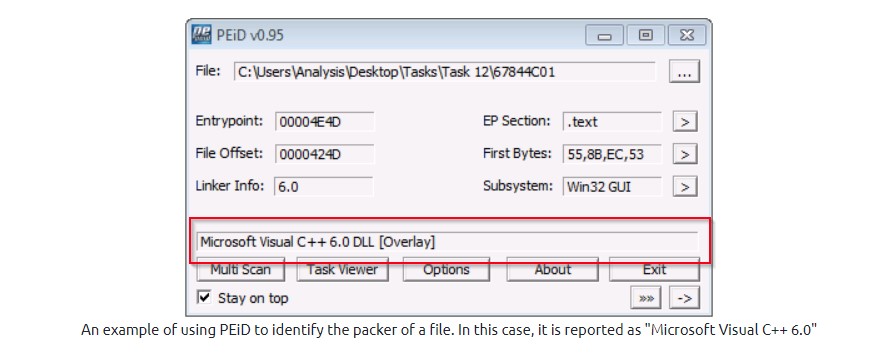 PEiD v0.95
File: C:\Users\Analysis\Desktop\Tasks\Task 12\67844C01 ...
Entrypoint: 00004E4D EP Section: .text >
File Offset: 0000424D First Bytes: 55,8B,EC,53 >
Linker Info: 6.0 Subsystem: Win32 GUI >
Microsoft Visual C++ 6.0 DLL [Overlay]
Multi Scan Task Viewer Options About Exit
Stay on top »» ->
An example of using PEiD to identify the packer of a file. In this case, it is reported as "Microsoft Visual C++ 6.0"